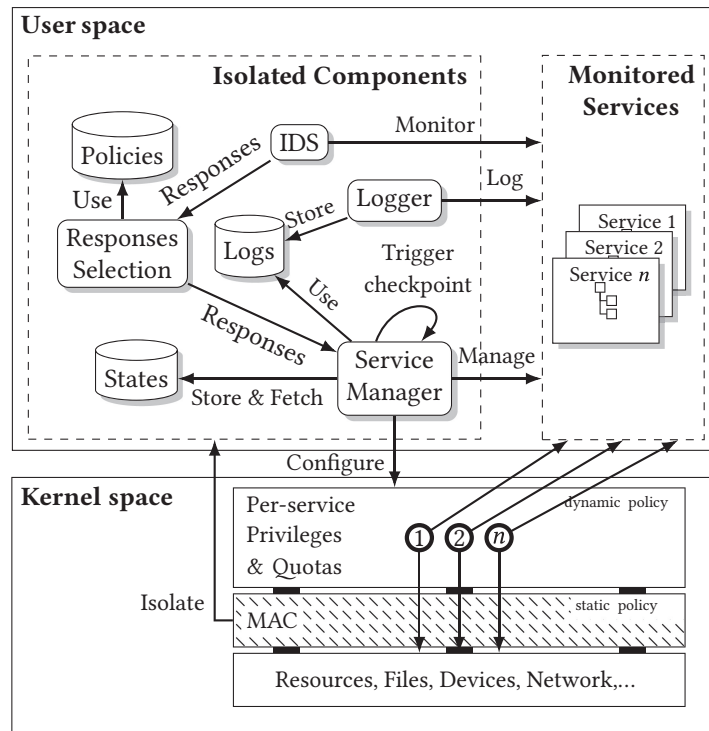 User space
Isolated Components
Monitored
Services
Policies
IDS
Monitor
Responses
Use
Logger
Log
Store
Responses
Selection
Logs
Trigger
checkpoint
Service 1
Service 2
Service n
Use
Responses
States
Service
Manager
Manage
Store & Fetch
Configure
Kernel space
Per-service
Privileges
& Quotas
dynamic policy
1
2
n
Isolate
MAC
static policy
Resources, Files, Devices, Network,...